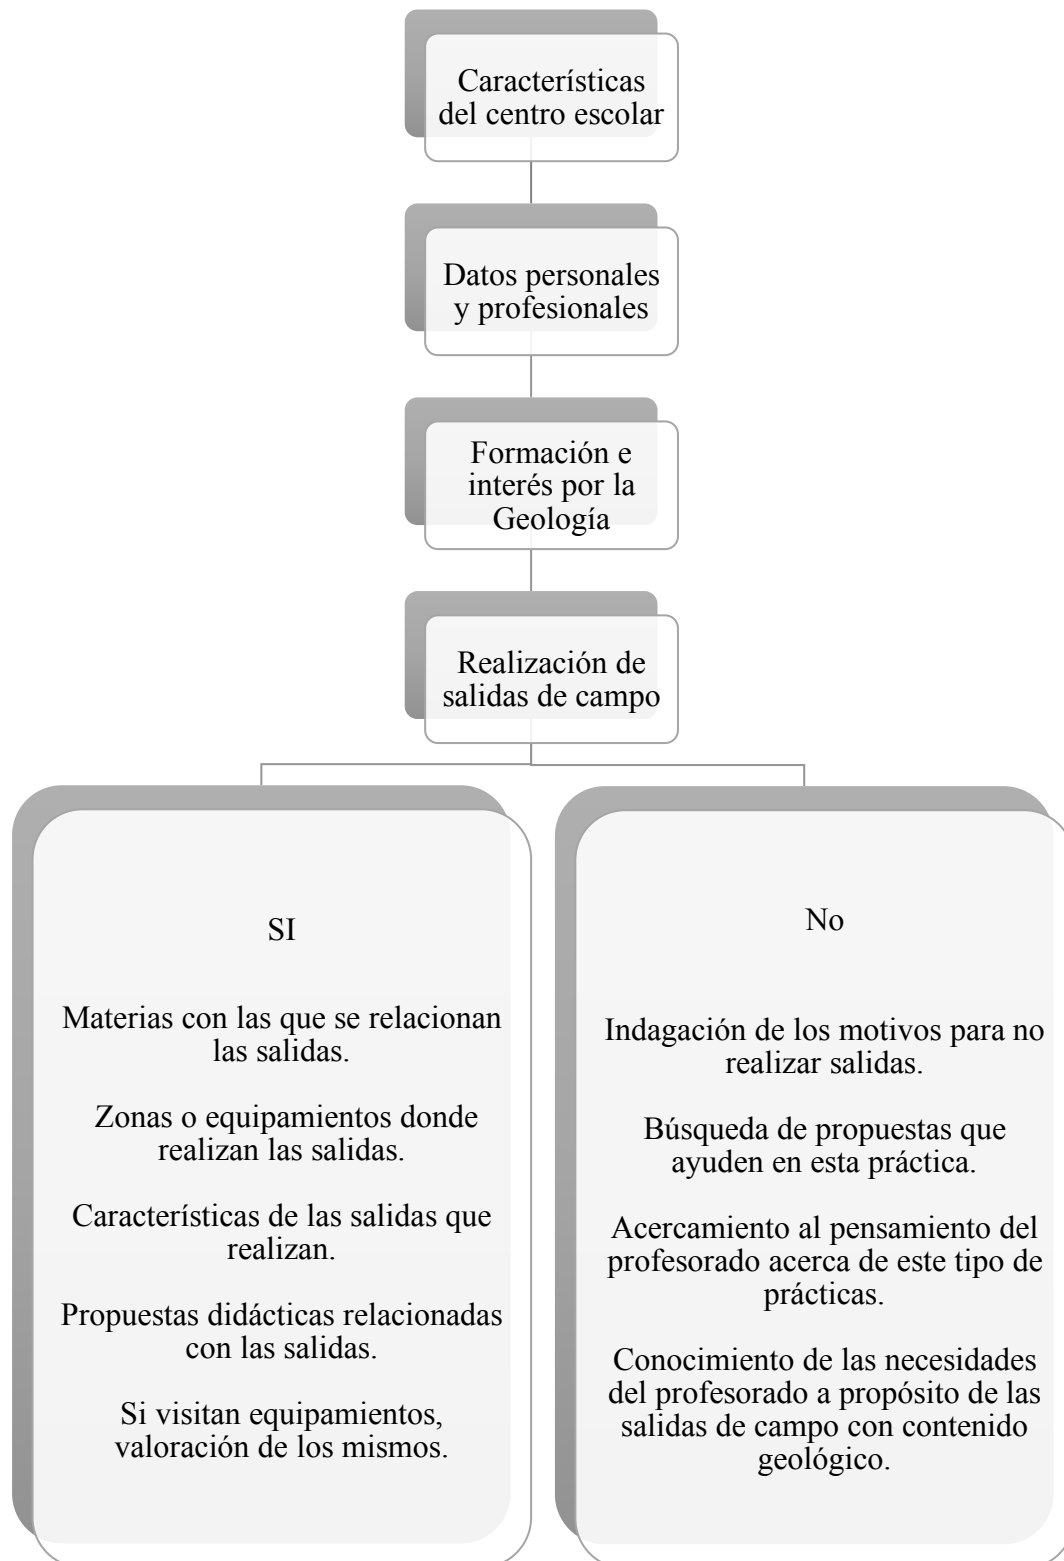 Características
del centro escolar
Datos personales
y profesionales
Formación e
interés por la
Geología
Realización de
salidas de campo
SI
Materias con las que se relacionan
las salidas.
Zonas o equipamientos donde
realizan las salidas.
Características de las salidas que
realizan.
Propuestas didácticas relacionadas
con las salidas.
Si visitan equipamientos,
valoración de los mismos.
No
Indagación de los motivos para no
realizar salidas.
Búsqueda de propuestas que
ayuden en esta práctica.
Acercamiento al pensamiento del
profesorado acerca de este tipo de
prácticas.
Conocimiento de las necesidades
del profesorado a propósito de las
salidas de campo con contenido
geológico.